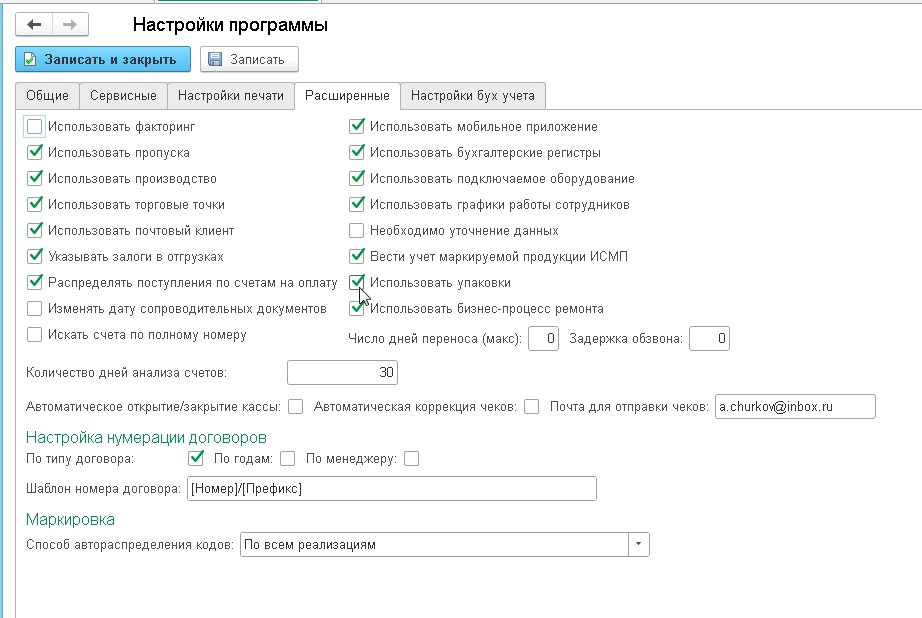 Настройки программы
Записать и закрыть Записать
Общие Сервисные Настройки печати Расширенные Настройки бух учета
Использовать факторинг Использовать мобильное приложение
Использовать пропуска Использовать бухгалтерские регистры
Использовать производство Использовать подключаемое оборудование
Использовать торговые точки Использовать графики работы сотрудников
Использовать почтовый клиент Необходимо уточнение данных
Указывать залоги в отгрузках Вести учет маркируемой продукции ИСМП
Распределять поступления по счетам на оплату Использовать упаковки
Изменять дату сопроводительных документов Использовать бизнес-процесс ремонта
Искать счета по полному номеру Число дней переноса (макс): 0 Задержка обзвона: 0
Количество дней анализа счетов: 30
Автоматическое открытие/закрытие кассы: Автоматическая коррекция чеков: Почта для отправки чеков: a.churkov@inbox.ru
Настройка нумерации договоров
По типу договора: По годам: По менеджеру:
Шаблон номера договора: [Номер]/[Префикс]
Маркировка
Способ автораспределения кодов: По всем реализациям